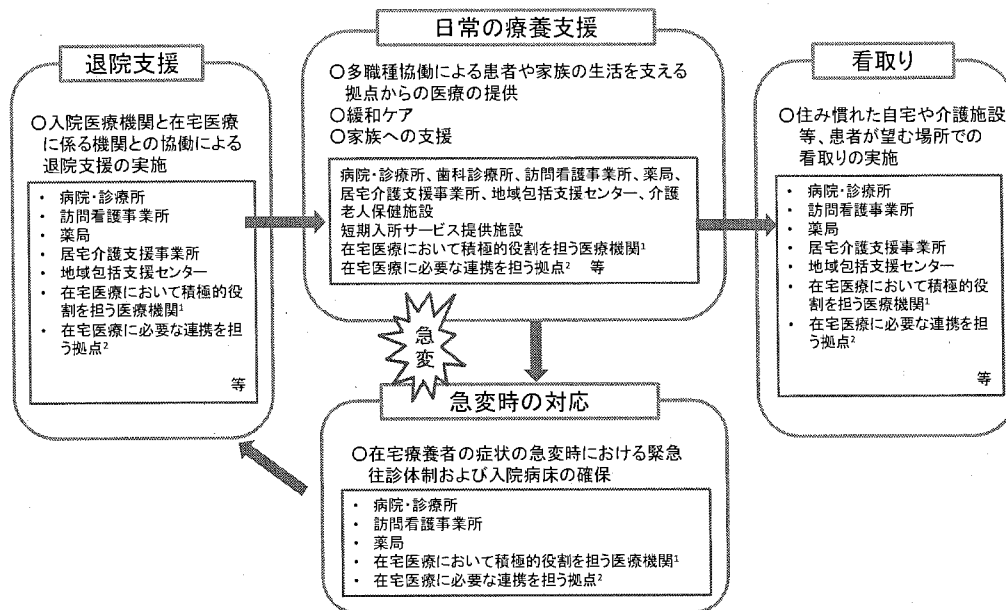 退院支援
○入院医療機関と在宅医療
に係る機関との協働による
退院支援の実施
・ 病院・診療所
・ 訪問看護事業所
・ 薬局
・ 居宅介護支援事業所
・ 地域包括支援センター
・ 在宅医療において積極的役
割を担う医療機関¹
・ 在宅医療に必要な連携を担
う拠点²
等
日常の療養支援
○多職種協働による患者や家族の生活を支える
拠点からの医療の提供
○緩和ケア
○家族への支援
病院・診療所、歯科診療所、訪問看護事業所、薬局、
居宅介護支援事業所、地域包括支援センター、介護
老人保健施設
短期入所サービス提供施設
在宅医療において積極的役割を担う医療機関¹
在宅医療に必要な連携を担う拠点² 等
看取り
○住み慣れた自宅や介護施設
等、患者が望む場所での
看取りの実施
・ 病院・診療所
・ 訪問看護事業所
・ 薬局
・ 居宅介護支援事業所
・ 地域包括支援センター
・ 在宅医療において積極的役
割を担う医療機関¹
・ 在宅医療に必要な連携を担
う拠点²
等
急変
急変時の対応
○在宅療養者の症状の急変時における緊急
往診体制および入院病床の確保
・ 病院・診療所
・ 訪問看護事業所
・ 薬局
・ 在宅医療において積極的役割を担う医療機関¹
・ 在宅医療に必要な連携を担う拠点²